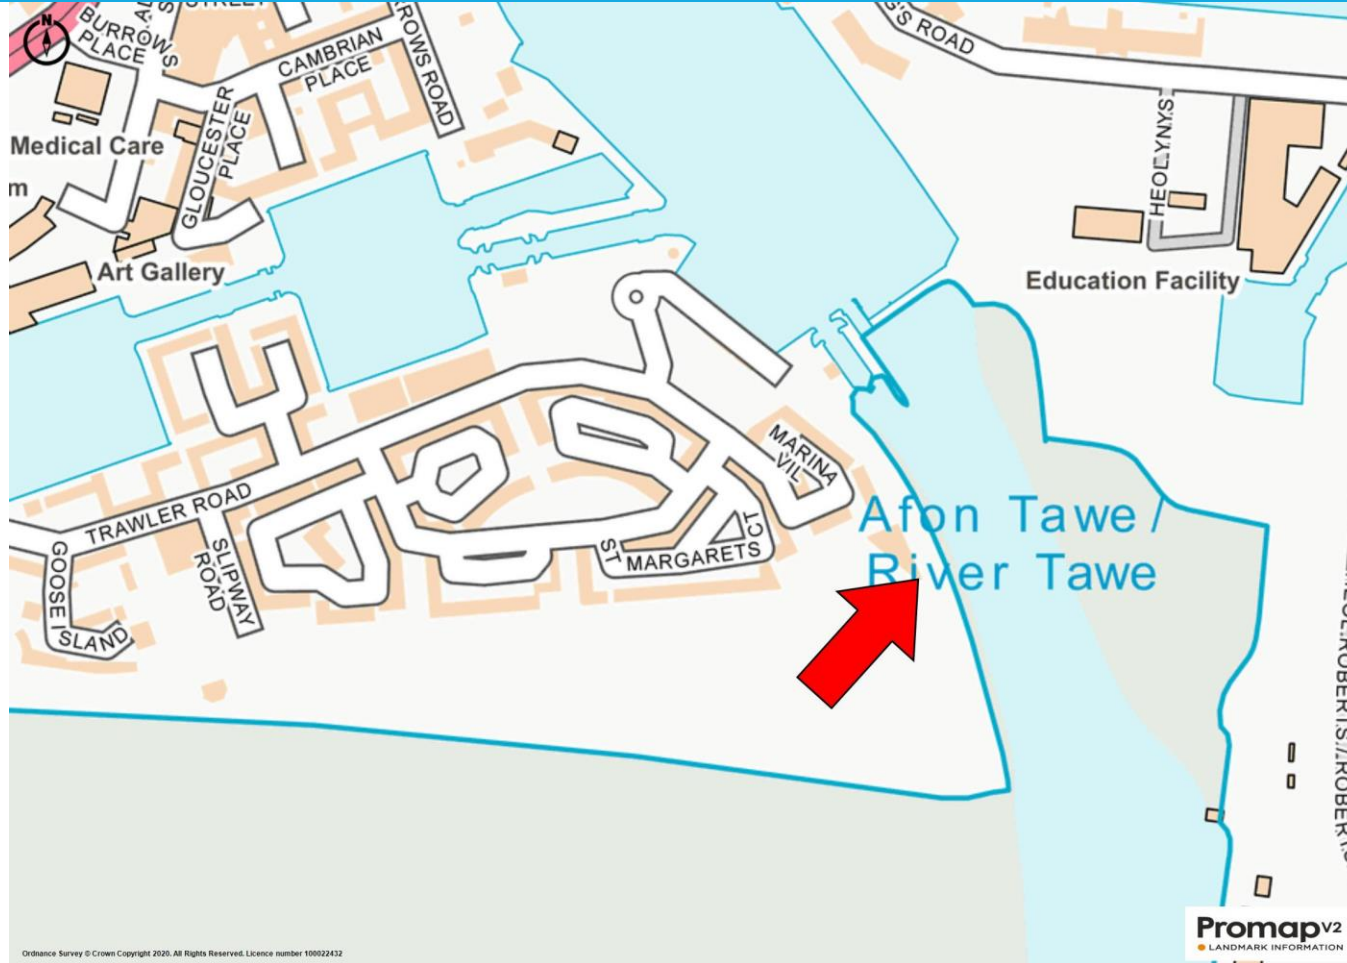 N
STREET
BURROWS
PLACE
CAMBRIAN
PLACE
ROWS ROAD
GLOUCESTER
PLACE
Medical Care
m
Art Gallery
G'S ROAD
HEOL YNYS
Education Facility
MARINA
VIL
Afon Tawe /
River Tawe
TRAWLER ROAD
SLIPWAY
ROAD
GOOSE ISLAND
ST MARGARETS CT
Promap V2
LANDMARK INFORMATION
Ordnance Survey © Crown Copyright 2020. All Rights Reserved. Licence number 100022432